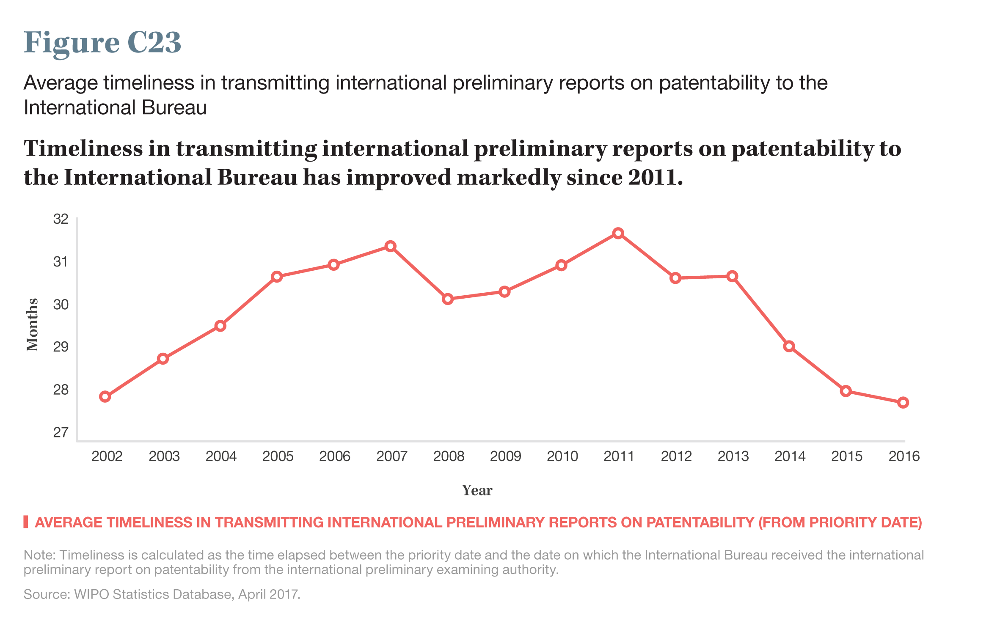 Figure C23
Average timeliness in transmitting international preliminary reports on patentability to the
International Bureau
Timeliness in transmitting international preliminary reports on patentability to
the International Bureau has improved markedly since 2011.
32
31
30
29
28
27
Months
2002 2003 2004 2005 2006 2007 2008 2009 2010 2011 2012 2013 2014 2015 2016
Year
AVERAGE TIMELINESS IN TRANSMITTING INTERNATIONAL PRELIMINARY REPORTS ON PATENTABILITY (FROM PRIORITY DATE)
Note: Timeliness is calculated as the time elapsed between the priority date and the date on which the International Bureau received the international
preliminary report on patentability from the international preliminary examining authority.
Source: WIPO Statistics Database, April 2017.